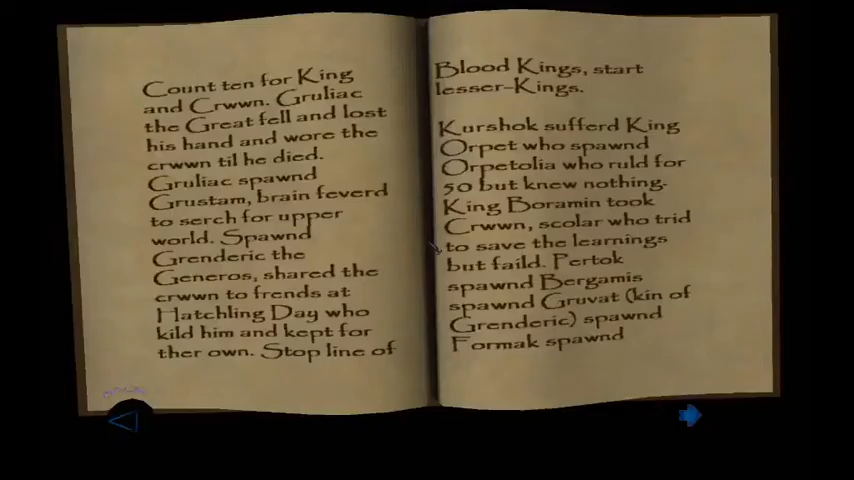 Count ten for King
and Crwwn. Gruliac
the Great fell and lost
his hand and wore the
crwwn til he died.
Gruliac spawnd
Grustam, brain feverd
to serch for upper
world. Spawnd
Grenderic the
Generos, shared the
crwwn to frends at
Hatchling Day who
kild him and kept for
ther own. Stop line of
Blood Kings, start
lesser-Kings.
Kurshok sufferd King
Orpet who spawnd
Orpetolia who ruld for
50 but knew nothing.
King Boramin took
Crwwn, scolar who trid
to save the learnings
but faild. Pertok
spawnd Bergamis
spawnd Gruvat (kin of
Grenderic) spawnd
Formak spawnd